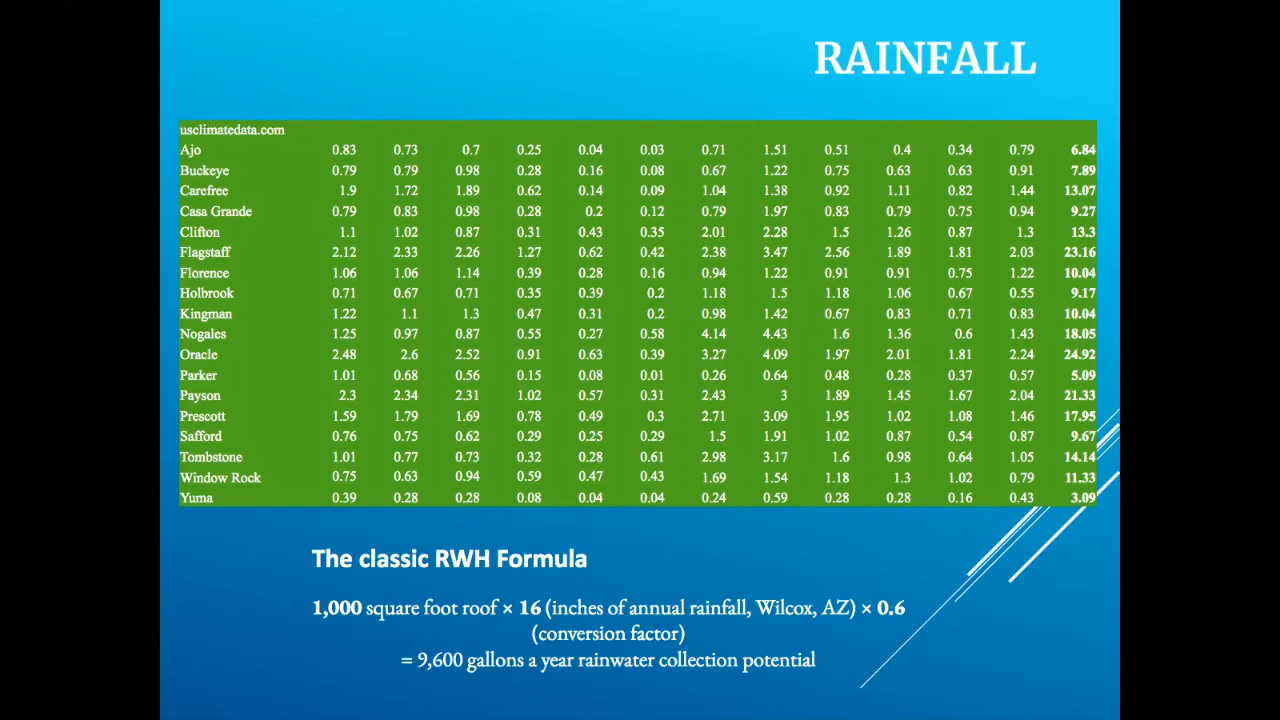 RAINFALL
usclimatedata.com
Ajo 0.83 0.73 0.7 0.25 0.04 0.03 0.71 1.51 0.51 0.4 0.34 0.79 6.84
Buckeye 0.79 0.79 0.98 0.28 0.16 0.08 0.67 1.22 0.75 0.63 0.63 0.91 7.89
Carefree 1.9 1.72 1.89 0.62 0.14 0.09 1.04 1.38 0.92 1.11 0.82 1.44 13.07
Casa Grande 0.79 0.83 0.98 0.28 0.2 0.12 0.79 1.97 0.83 0.79 0.75 0.94 9.27
Clifton 1.1 1.02 0.87 0.31 0.43 0.35 2.01 2.28 1.5 1.26 0.87 1.3 13.3
Flagstaff 2.12 2.33 2.26 1.27 0.62 0.42 2.38 3.47 2.56 1.89 1.81 2.03 23.16
Florence 1.06 1.06 1.14 0.39 0.28 0.16 0.94 1.22 0.91 0.91 0.75 1.22 10.04
Holbrook 0.71 0.67 0.71 0.35 0.39 0.2 1.18 1.5 1.18 1.06 0.67 0.55 9.17
Kingman 1.22 1.1 1.3 0.47 0.31 0.2 0.98 1.42 0.67 0.83 0.71 0.83 10.04
Nogales 1.25 0.97 0.87 0.55 0.27 0.58 4.14 4.43 1.6 1.36 0.6 1.43 18.05
Oracle 2.48 2.6 2.52 0.91 0.63 0.39 3.27 4.09 1.97 2.01 1.81 2.24 24.92
Parker 1.01 0.68 0.56 0.15 0.08 0.01 0.26 0.64 0.48 0.28 0.37 0.57 5.09
Payson 2.3 2.34 2.31 1.02 0.57 0.31 2.43 3 1.89 1.45 1.67 2.04 21.33
Prescott 1.59 1.79 1.69 0.78 0.49 0.3 2.71 3.09 1.95 1.02 1.08 1.46 17.95
Safford 0.76 0.75 0.62 0.29 0.25 0.29 1.5 1.91 1.02 0.87 0.54 0.87 9.67
Tombstone 1.01 0.77 0.73 0.32 0.28 0.61 2.98 3.17 1.6 0.98 0.64 1.05 14.14
Window Rock 0.75 0.63 0.94 0.59 0.47 0.43 1.69 1.54 1.18 1.3 1.02 0.79 11.33
Yuma 0.39 0.28 0.28 0.08 0.04 0.04 0.24 0.59 0.28 0.28 0.16 0.43 3.09
The classic RWH Formula
1,000 square foot roof × 16 (inches of annual rainfall, Wilcox, AZ) × 0.6
(conversion factor)
= 9,600 gallons a year rainwater collection potential